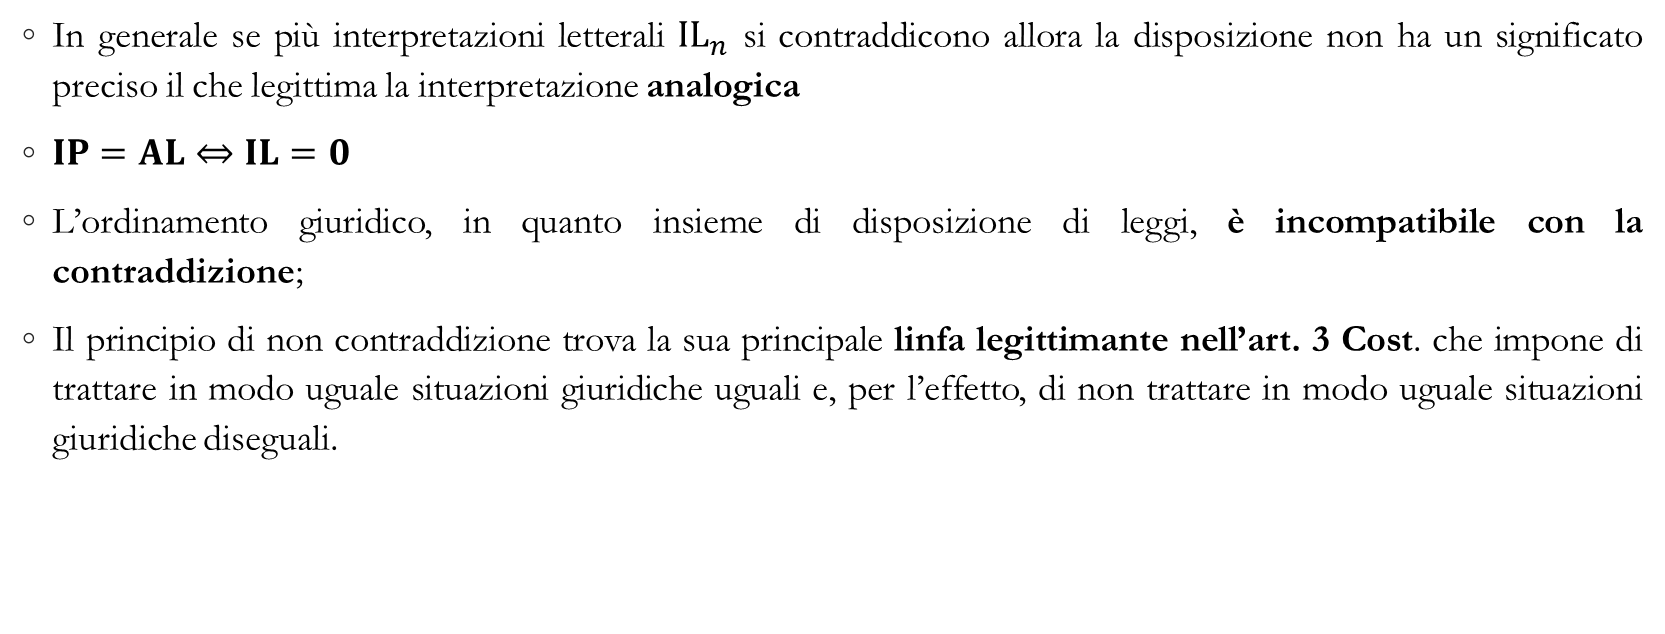 ◦ In generale se più interpretazioni letterali ILₙ si contraddicono allora la disposizione non ha un significato
preciso il che legittima la interpretazione analogica
◦ IP = AL ⇔ IL = 0
◦ L’ordinamento giuridico, in quanto insieme di disposizione di leggi, è incompatibile con la
contraddizione;
◦ Il principio di non contraddizione trova la sua principale linfa legittimante nell’art. 3 Cost. che impone di
trattare in modo uguale situazioni giuridiche uguali e, per l’effetto, di non trattare in modo uguale situazioni
giuridiche diseguali.